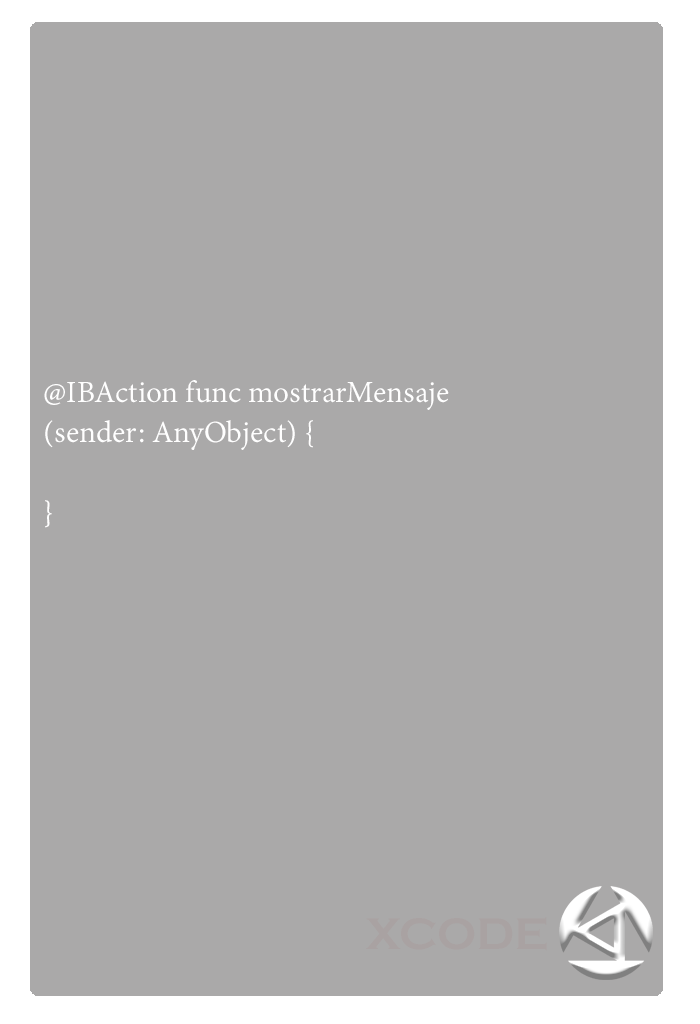 @IBAction func mostrarMensaje
(sender: AnyObject) {
}
XCODE